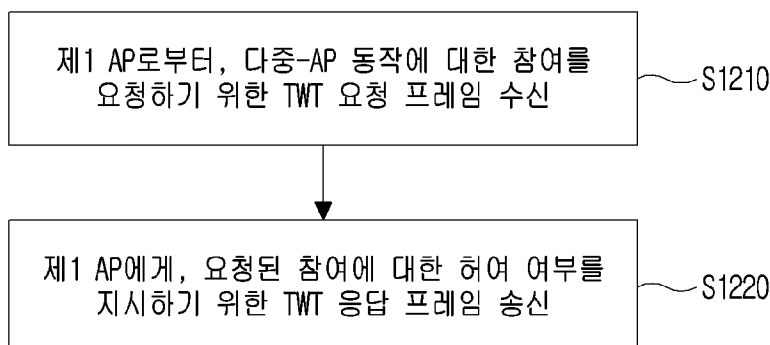 제1 AP로부터, 다중-AP 동작에 대한 참여를
요청하기 위한 TWT 요청 프레임 수신
S1210
제1 AP에게, 요청된 참여에 대한 허여 여부를
지시하기 위한 TWT 응답 프레임 송신
S1220